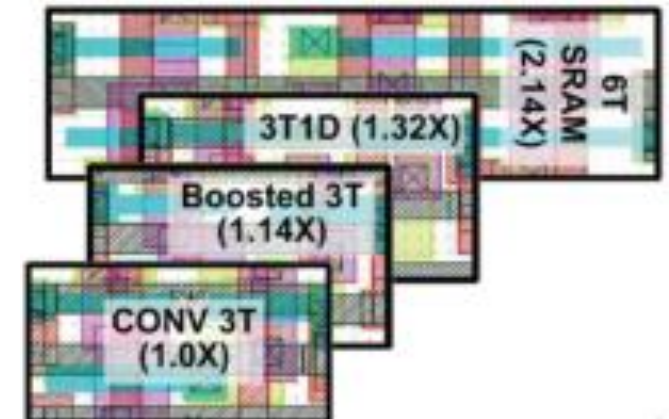 6T
SRAM
(2.14X)
3T1D (1.32X)
Boosted 3T
(1.14X)
CONV 3T
(1.0X)